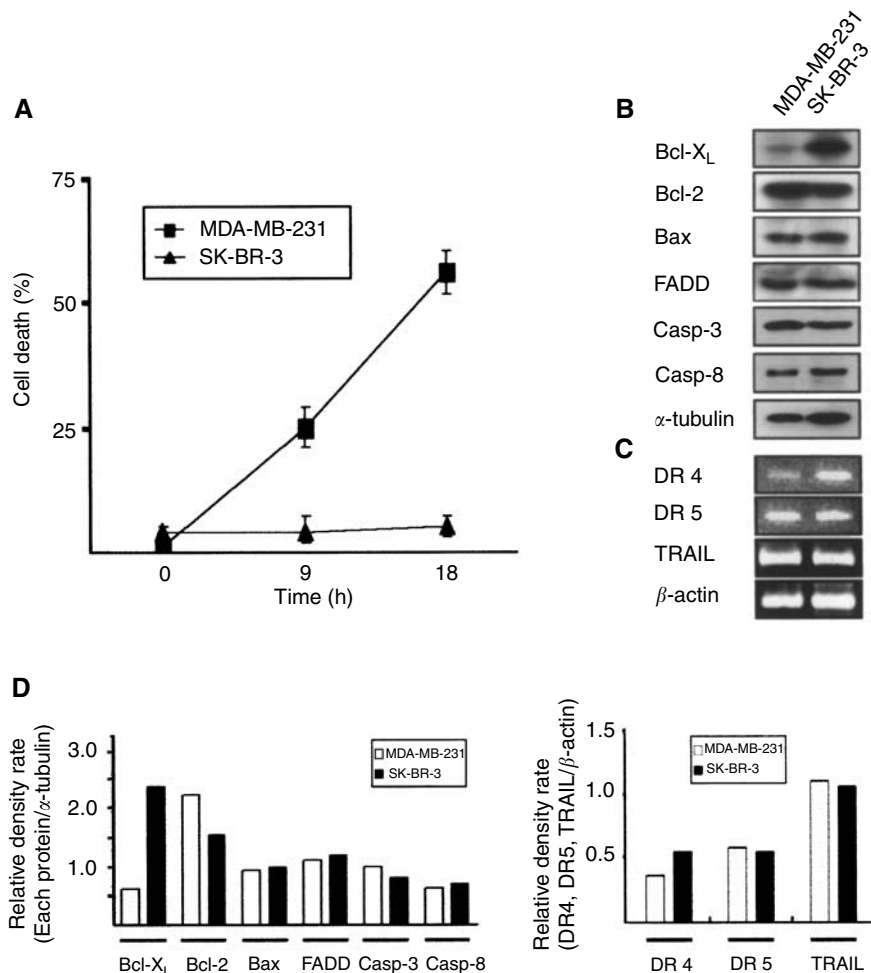 A
75
50
25
Cell death (%)
MDA-MB-231
SK-BR-3
0
9
18
Time (h)
B
MDA-MB-231
SK-BR-3
Bcl-XL
Bcl-2
Bax
FADD
Casp-3
Casp-8
α-tubulin
C
DR 4
DR 5
TRAIL
β-actin
D
Relative density rate
(Each protein/α-tubulin)
3.0
2.0
1.0
MDA-MB-231
SK-BR-3
Bcl-XL
Bcl-2
Bax
FADD
Casp-3
Casp-8
Relative density rate
(DR4, DR5, TRAIL/β-actin)
1.5
1.0
0.5
MDA-MB-231
SK-BR-3
DR 4
DR 5
TRAIL